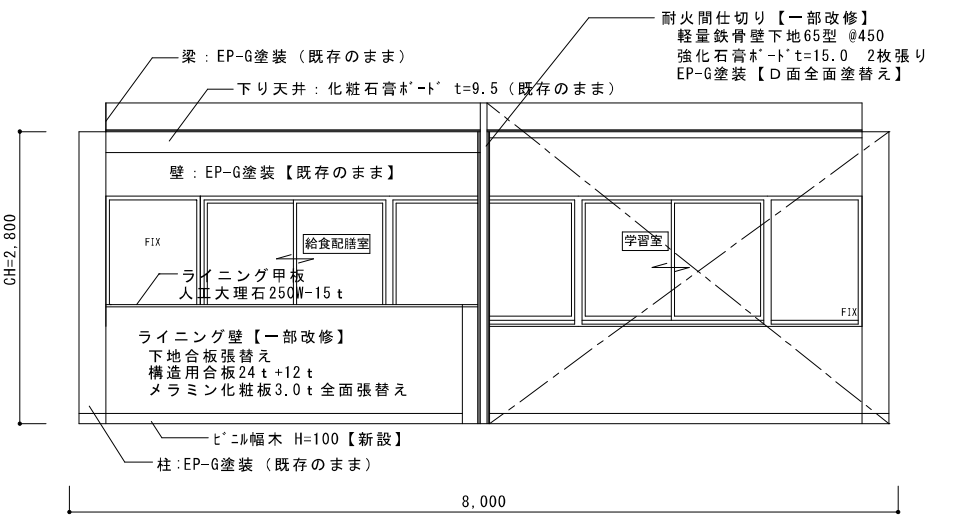 耐火間仕切り【一部改修】
軽量鉄骨壁下地65型 @450
強化石膏ﾎﾞｰﾄﾞt=15.0 2枚張り
EP-G塗装【D面全面塗替え】
梁：EP-G塗装（既存のまま）
下り天井：化粧石膏ﾎﾞｰﾄﾞ t=9.5（既存のまま）
壁：EP-G塗装【既存のまま】
CH=2,800
FIX
給食配膳室
学習室
FIX
ライニング甲板
人工大理石250W-15ｔ
ライニング壁【一部改修】
下地合板張替え
構造用合板24ｔ+12ｔ
メラミン化粧板3.0ｔ全面張替え
ﾋﾞﾆﾙ幅木 H=100【新設】
柱:EP-G塗装（既存のまま）
8,000